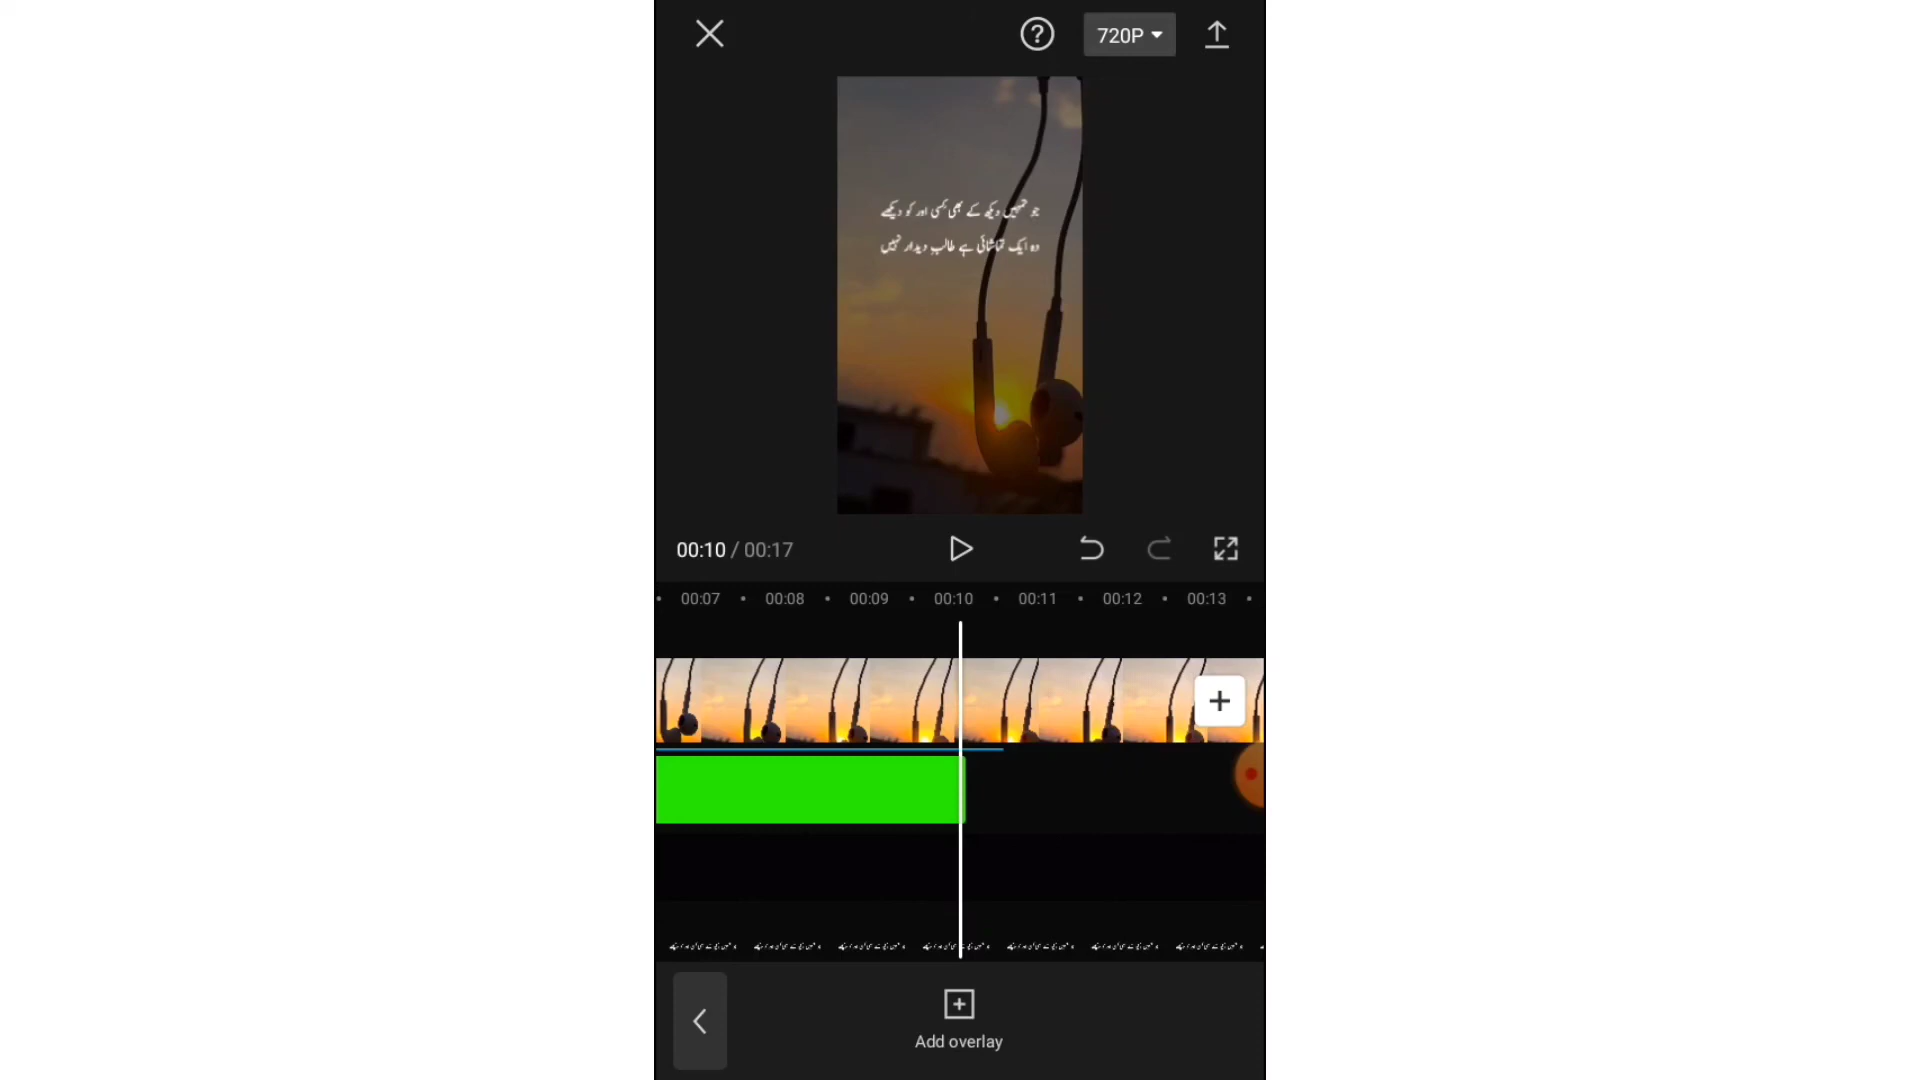 720P
جو تمہیں دیکھ کے بھی کسی اور کو دیکھے
وہ ایک تماشائی ہے طالبِ دیدار نہیں
00:10 / 00:17
00:07 00:08 00:09 00:10 00:11 00:12 00:13
Add overlay